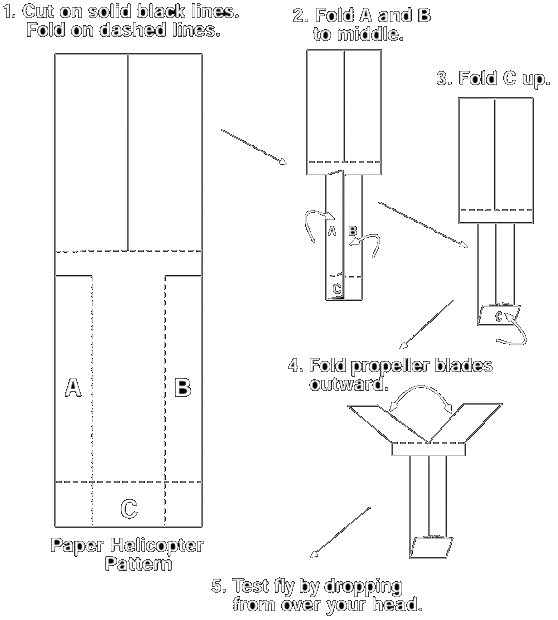 1. Cut on solid black lines.
Fold on dashed lines.
2. Fold A and B
to middle.
3. Fold C up.
A
B
C
A
B
C
C
4. Fold propeller blades
outward.
Paper Helicopter
Pattern
5. Test fly by dropping
from over your head.